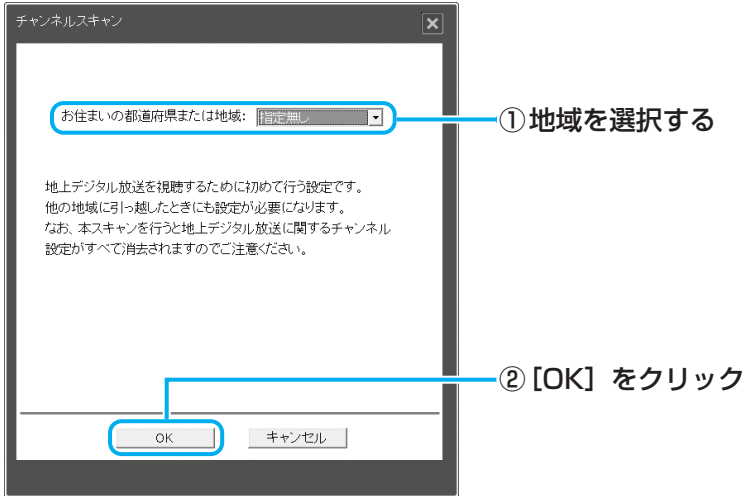 チャンネルスキャン
お住まいの都道府県または地域: 指定無し
①地域を選択する
地上デジタル放送を視聴するために初めて行う設定です。
他の地域に引っ越したときにも設定が必要になります。
なお、本スキャンを行うと地上デジタル放送に関するチャンネル
設定がすべて消去されますのでご注意ください。
②[OK] をクリック
OK キャンセル